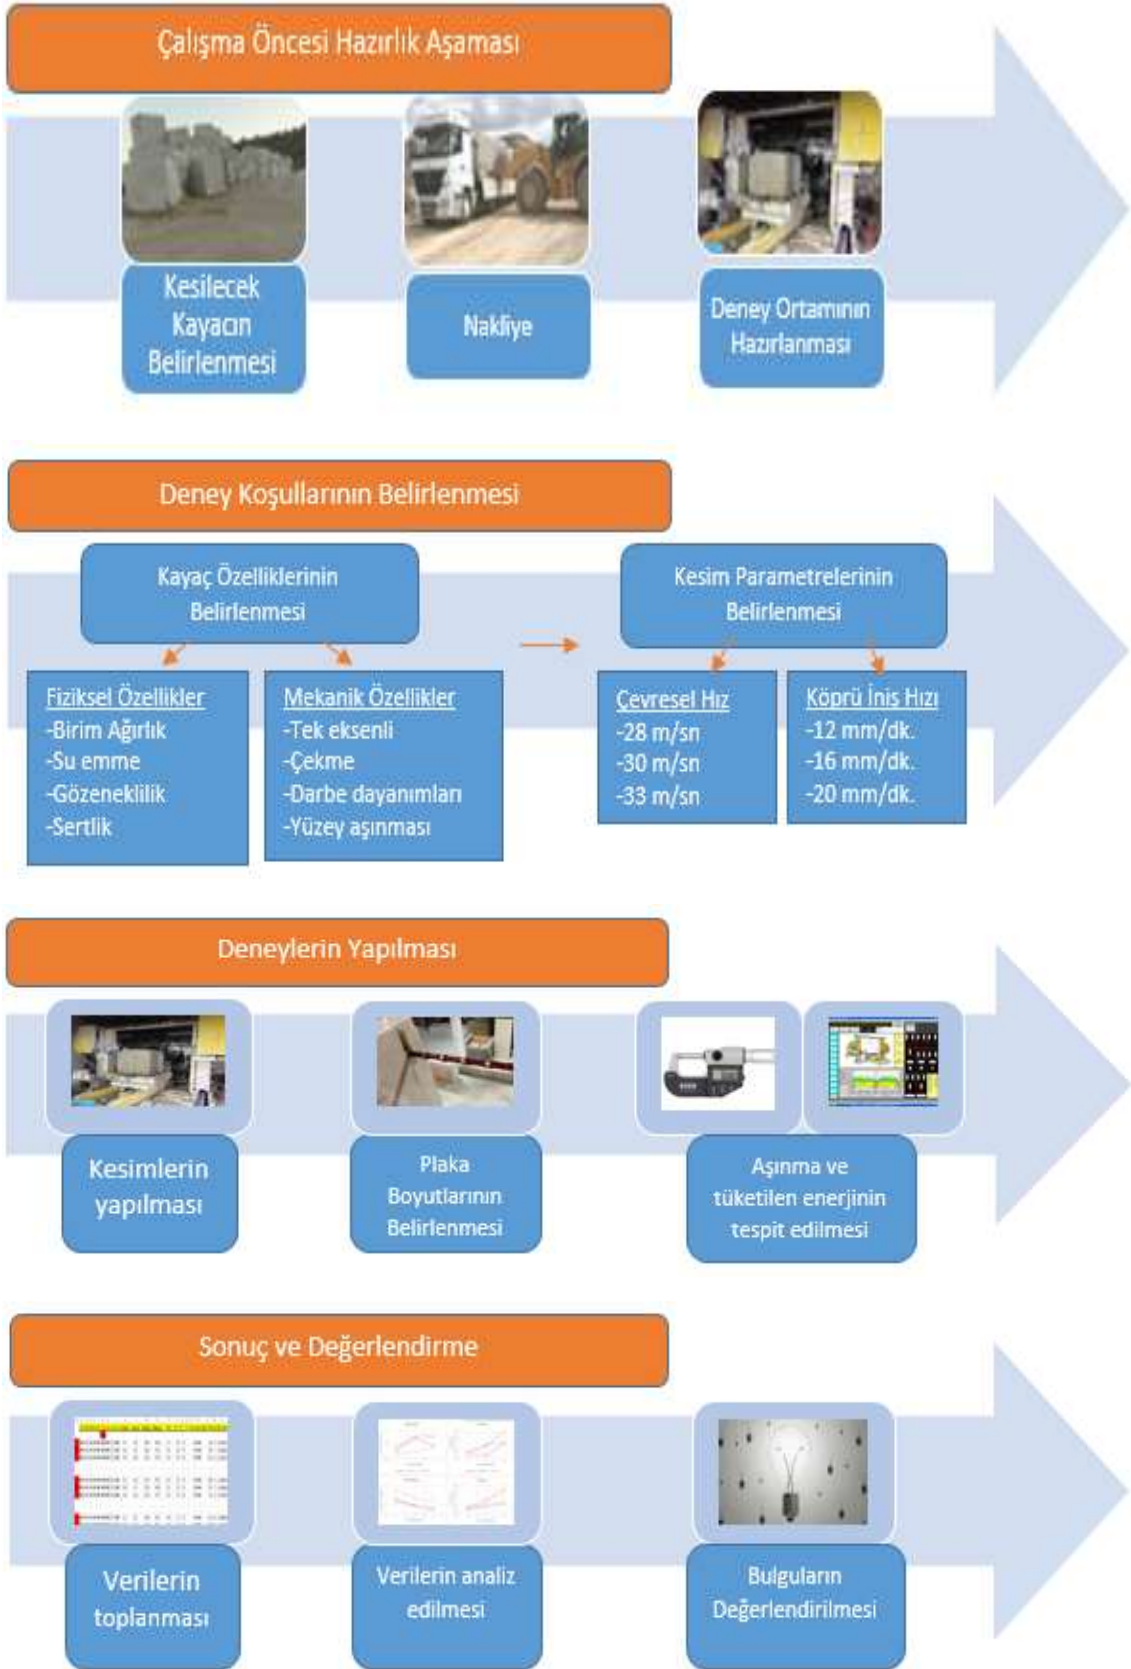 Çalışma Öncesi Hazırlık Aşaması
Kesilecek
Kayacın
Belirlenmesi
Nakliye
Deney Ortamının
Hazırlanması
Deney Koşullarının Belirlenmesi
Kayaç Özelliklerinin
Belirlenmesi
Kesim Parametrelerinin
Belirlenmesi
Fiziksel Özellikler
-Birim Ağırlık
-Su emme
-Gözeneklilik
-Sertlik
Mekanik Özellikler
-Tek eksenli
-Çekme
-Darbe dayanımları
-Yüzey aşınması
Çevresel Hız
-28 m/sn
-30 m/sn
-33 m/sn
Köprü İniş Hızı
-12 mm/dk.
-16 mm/dk.
-20 mm/dk.
Deneylerin Yapılması
Kesimlerin
yapılması
Plaka
Boyutlarının
Belirlenmesi
Aşınma ve
tüketilen enerjinin
tespit edilmesi
Sonuç ve Değerlendirme
Verilerin
toplanması
Verilerin analiz
edilmesi
Bulguların
Değerlendirilmesi